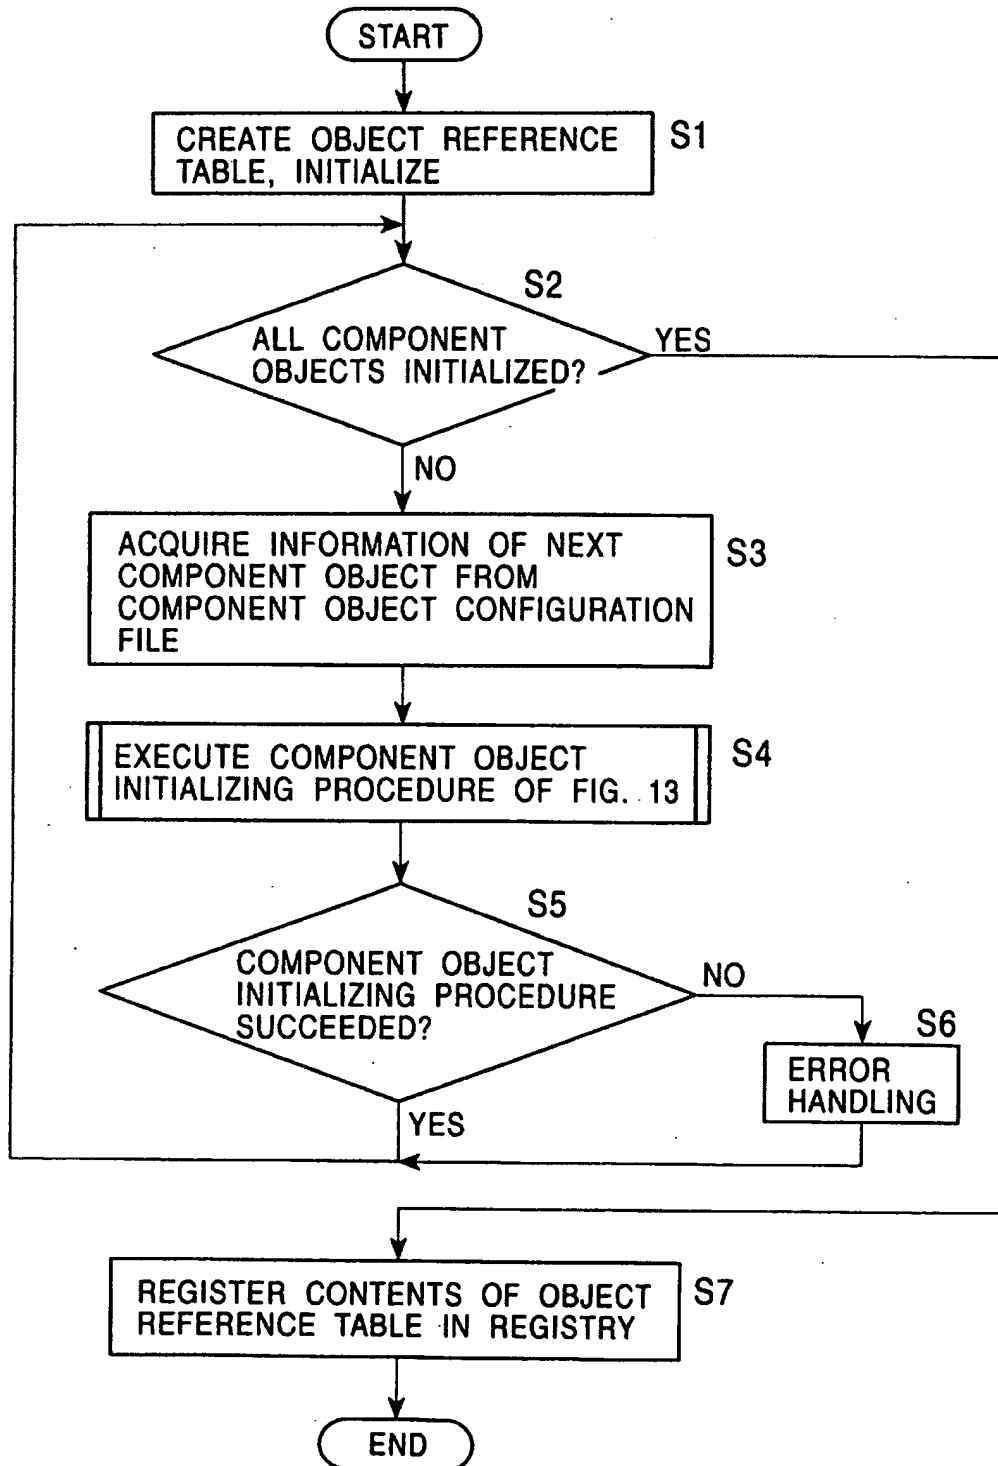 START
CREATE OBJECT REFERENCE
TABLE, INITIALIZE
S1
S2
ALL COMPONENT
OBJECTS INITIALIZED?
YES
NO
ACQUIRE INFORMATION OF NEXT
COMPONENT OBJECT FROM
COMPONENT OBJECT CONFIGURATION
FILE
S3
EXECUTE COMPONENT OBJECT
INITIALIZING PROCEDURE OF FIG. 13
S4
S5
COMPONENT OBJECT
INITIALIZING PROCEDURE
SUCCEEDED?
NO
S6
ERROR
HANDLING
YES
REGISTER CONTENTS OF OBJECT
REFERENCE TABLE IN REGISTRY
S7
END